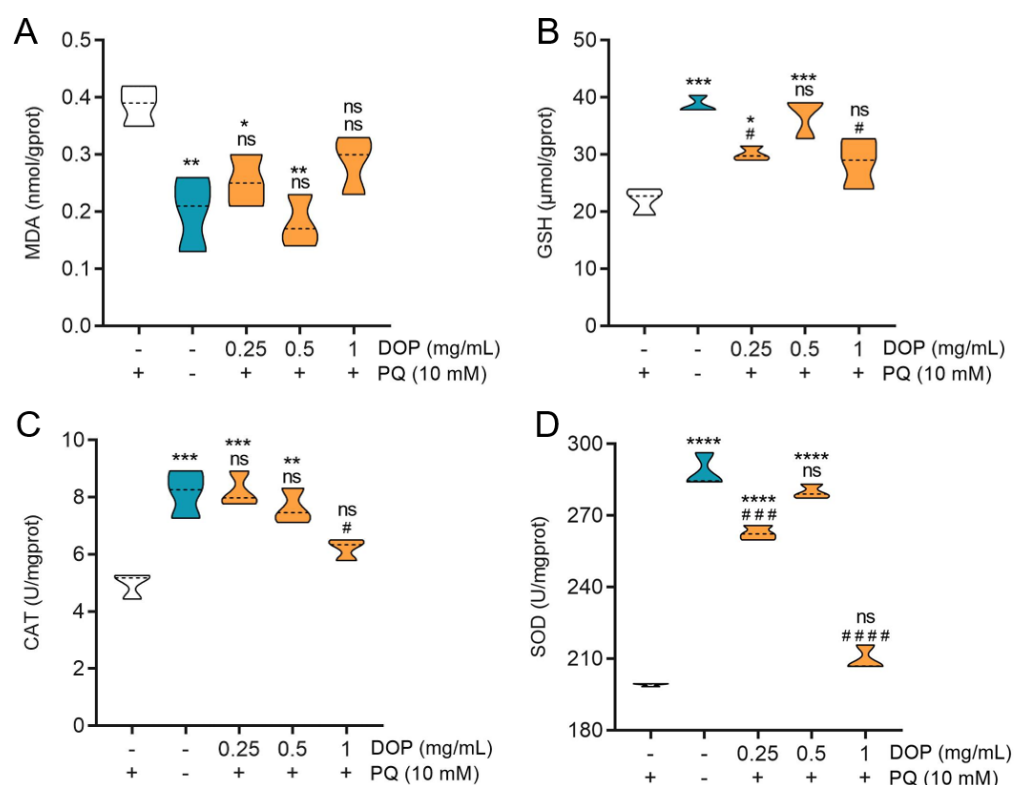 A
MDA (nmol/gprot)
0.5
0.4
0.3
0.2
0.1
0.0
**
*
ns
**
ns
ns
ns
- - 0.25 0.5 1 DOP (mg/mL)
+ - + + + PQ (10 mM)
B
GSH (μmol/gprot)
50
40
30
20
10
0
***
*
#
***
ns
ns
#
- - 0.25 0.5 1 DOP (mg/mL)
+ - + + + PQ (10 mM)
C
CAT (U/mgprot)
10
8
6
4
2
0
***
***
ns
**
ns
ns
#
- - 0.25 0.5 1 DOP (mg/mL)
+ - + + + PQ (10 mM)
D
SOD (U/mgprot)
300
270
240
210
180
****
****
###
****
ns
ns
####
- - 0.25 0.5 1 DOP (mg/mL)
+ - + + + PQ (10 mM)